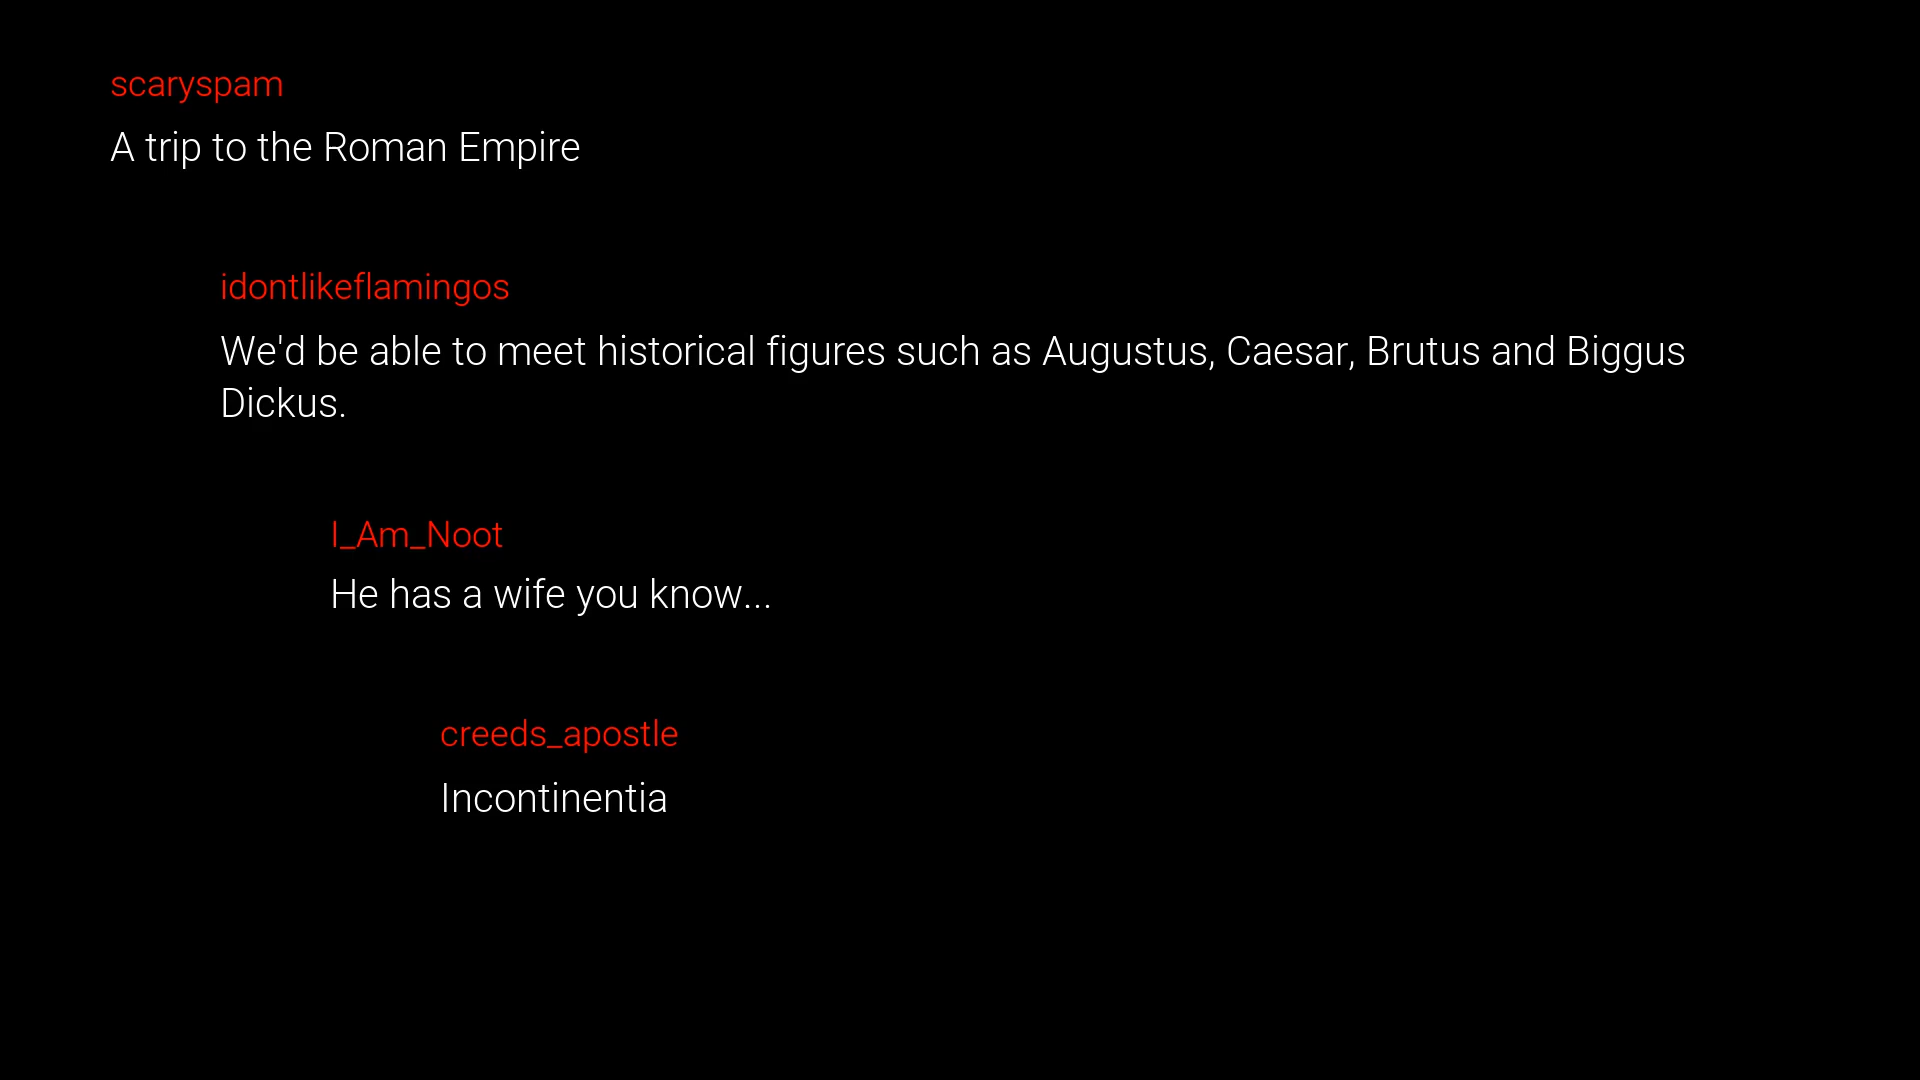 scaryspam
A trip to the Roman Empire
idontlikeflamingos
We'd be able to meet historical figures such as Augustus, Caesar, Brutus and Biggus
Dickus.
I_Am_Noot
He has a wife you know...
creeds_apostle
Incontinentia